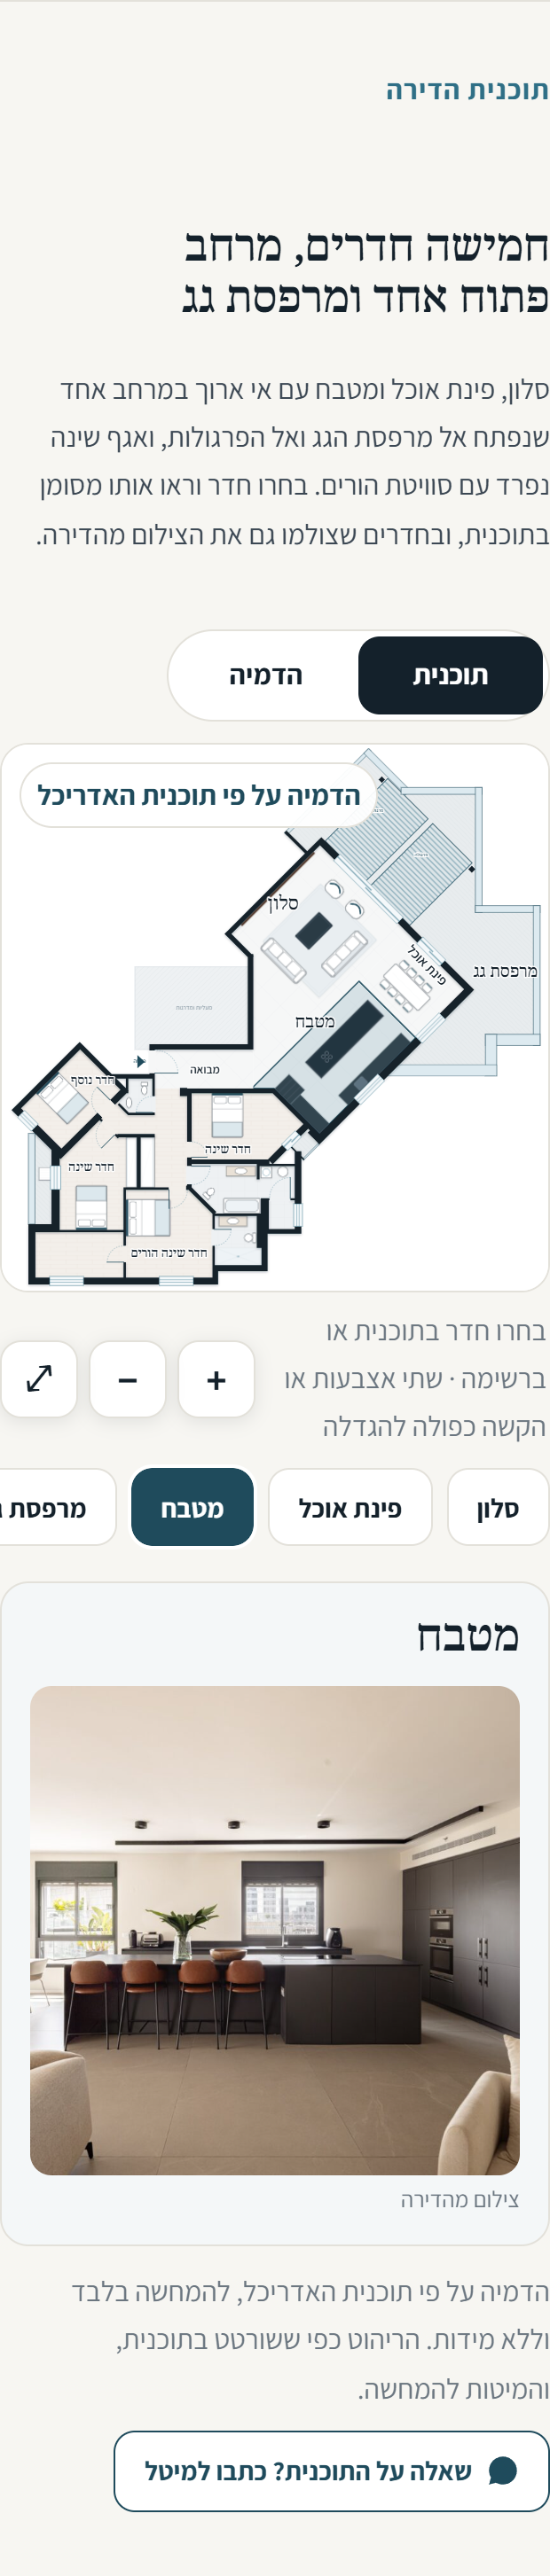 תוכנית הדירה
חמישה חדרים, מרחב
פתוח אחד ומרפסת גג
סלון, פינת אוכל ומטבח עם אי ארוך במרחב אחד
שנפתח אל מרפסת הגג ואל הפרגולות, ואגף שינה
נפרד עם סוויטת הורים. בחרו חדר וראו אותו מסומן
בתוכנית, ובחדרים שצולמו גם את הצילום מהדירה.
תוכנית
הדמיה
הדמיה על פי תוכנית האדריכל
סלון
פינת אוכל
מרפסת גג
מטבח
מבואה
חדר נוסף
חדר שינה
חדר שינה
חדר שינה הורים
בחרו חדר בתוכנית או
ברשימה · שתי אצבעות או
הקשה כפולה להגדלה
+
−
סלון
פינת אוכל
מטבח
מרפסת
מטבח
צילום מהדירה
הדמיה על פי תוכנית האדריכל, להמחשה בלבד
וללא מידות. הריהוט כפי ששורטט בתוכנית,
והמיטות להמחשה.
שאלה על התוכנית? כתבו למיטל